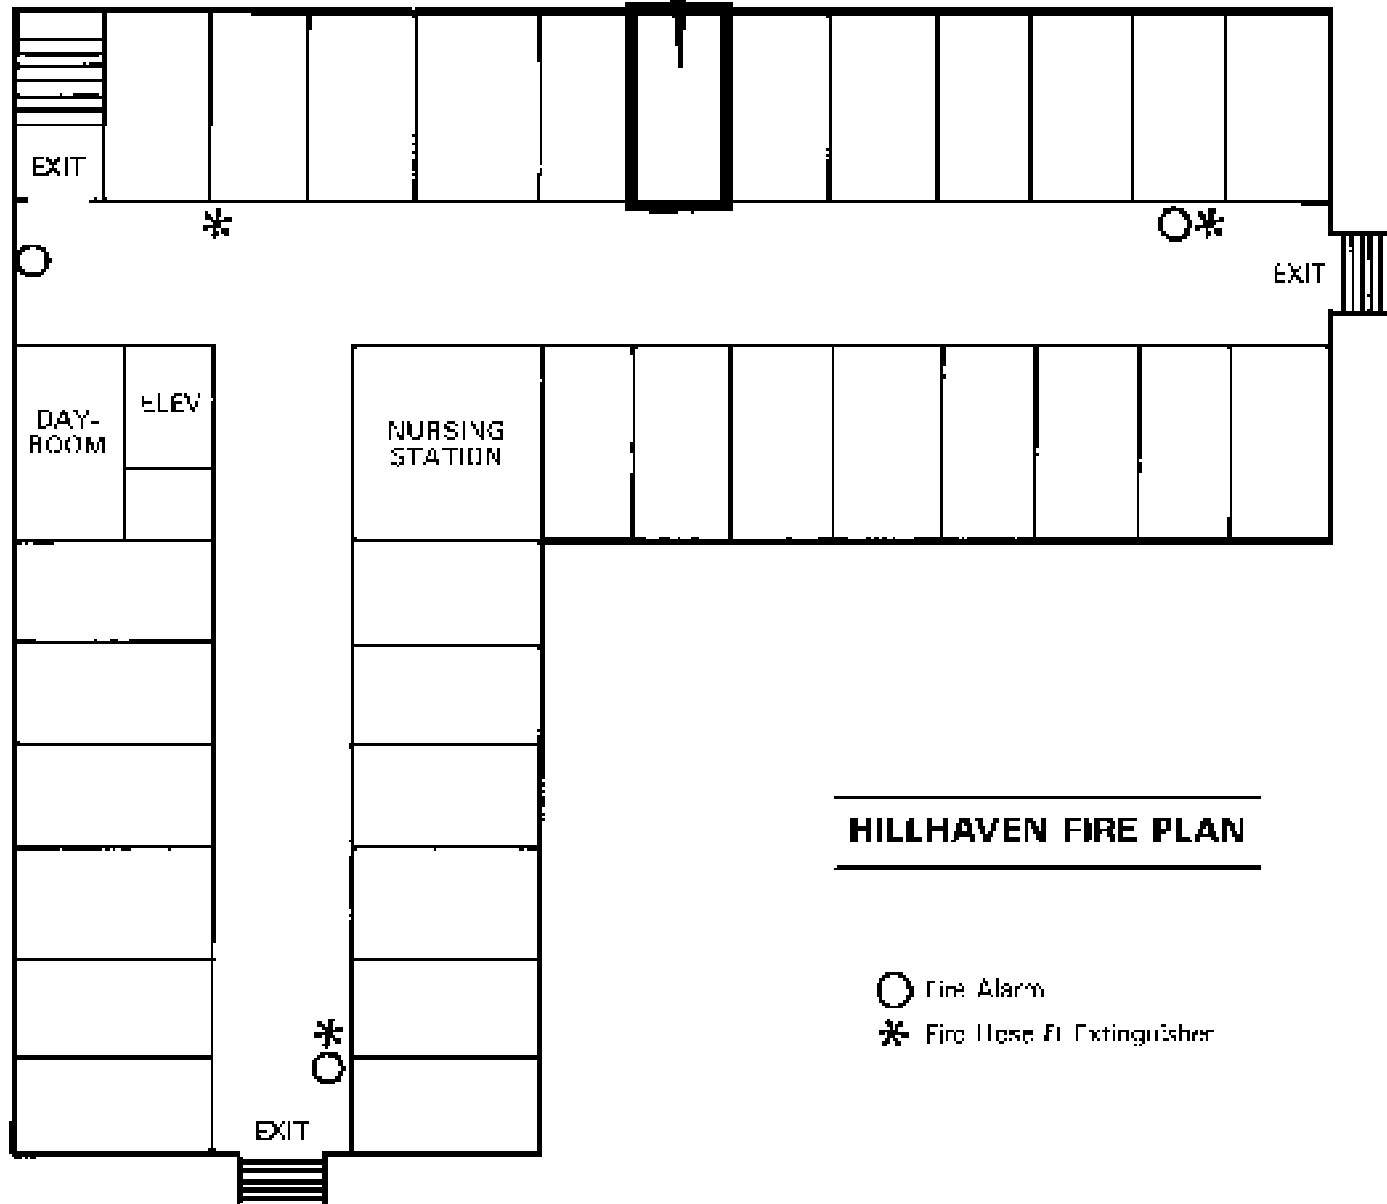 EXIT
EXIT
DAY-
ROOM
ELEV
NURSING
STATION
HILLHAVEN FIRE PLAN
Fire Alarm
Fire Hose & Extinguisher
EXIT